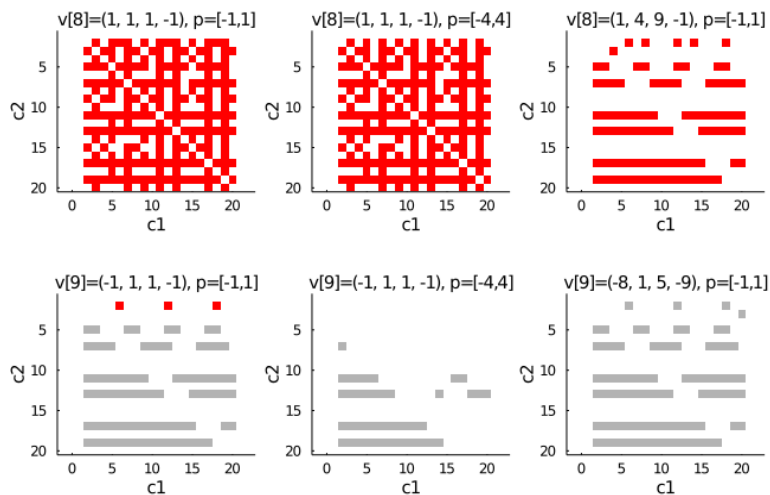 v[8]=(1, 1, 1, -1), p=[-1,1]
v[8]=(1, 1, 1, -1), p=[-4,4]
v[8]=(1, 4, 9, -1), p=[-1,1]
5
10
15
20
c2
0 5 10 15 20
c1
5
10
15
20
c2
0 5 10 15 20
c1
5
10
15
20
c2
0 5 10 15 20
c1
v[9]=(-1, 1, 1, -1), p=[-1,1]
v[9]=(-1, 1, 1, -1), p=[-4,4]
v[9]=(-8, 1, 5, -9), p=[-1,1]
5
10
15
20
c2
0 5 10 15 20
c1
5
10
15
20
c2
0 5 10 15 20
c1
5
10
15
20
c2
0 5 10 15 20
c1